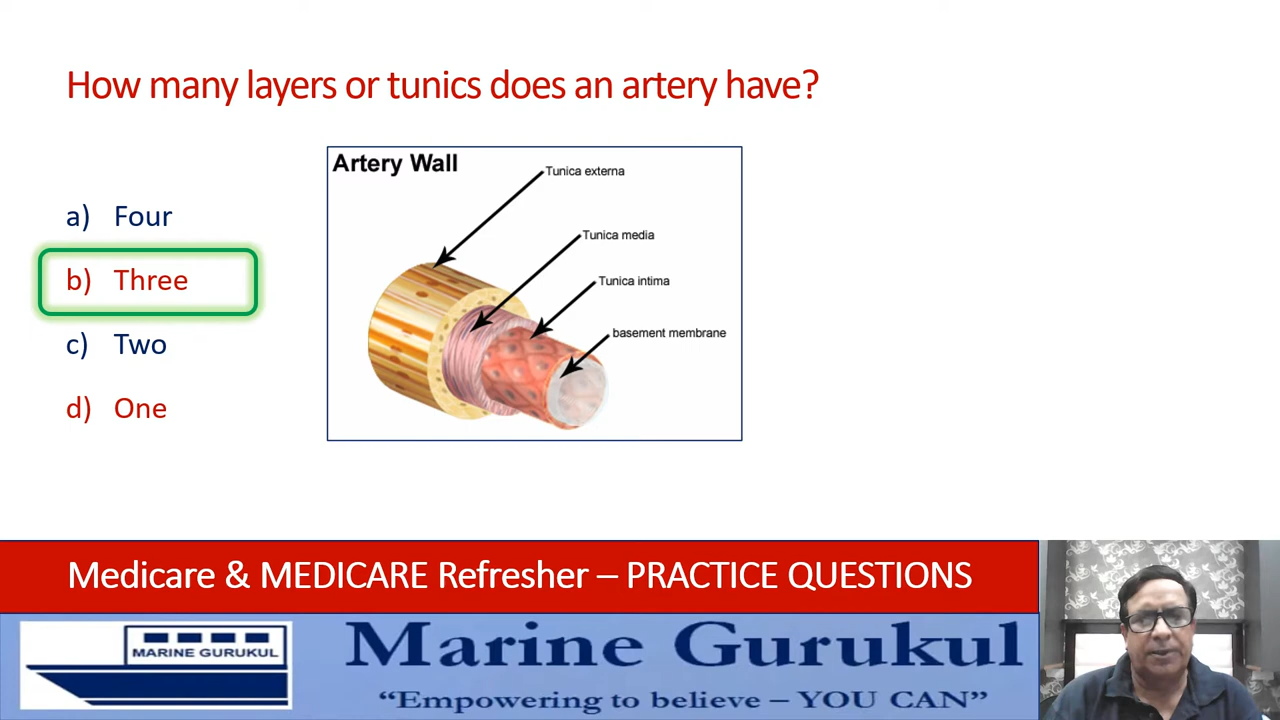 How many layers or tunics does an artery have?
Artery Wall
Tunica externa
a) Four
Tunica media
b) Three
Tunica intima
basement membrane
c) Two
d) One
Medicare & MEDICARE Refresher – PRACTICE QUESTIONS
MARINE GURUKUL
Marine Gurukul
“Empowering to believe – YOU CAN”